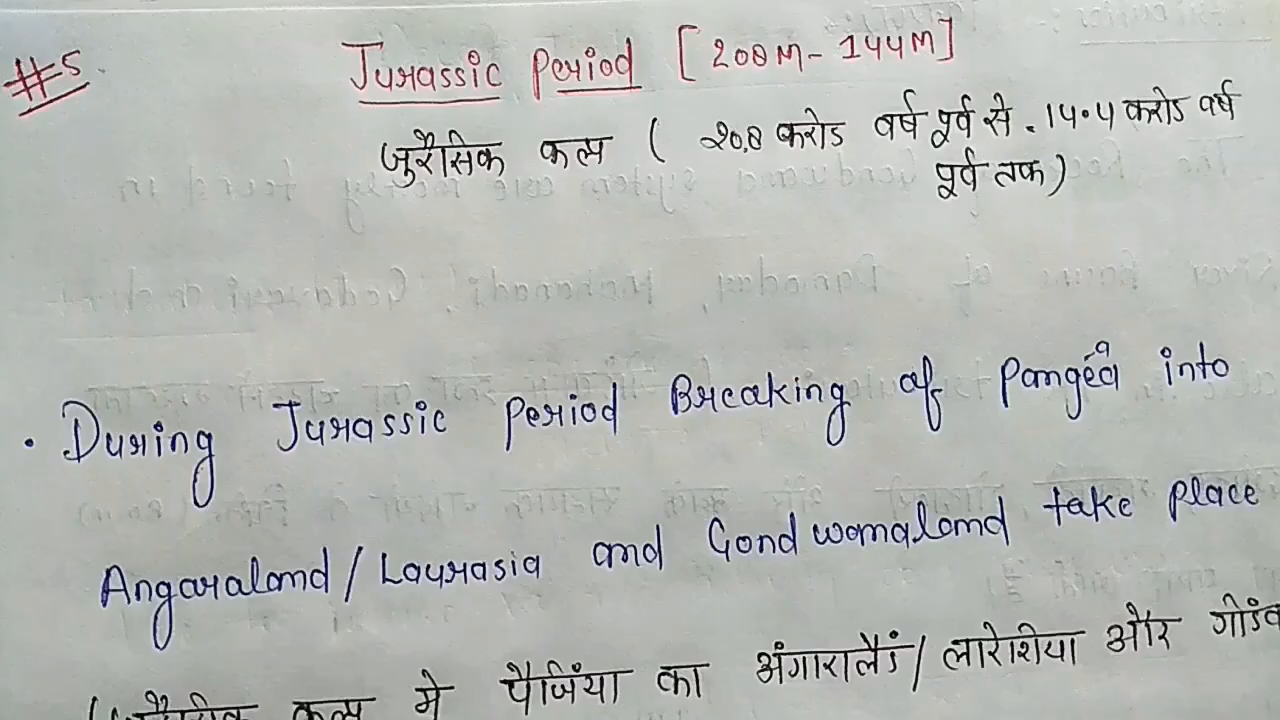 #5
Jurassic Period [208M - 144M]
जुरैसिक कल्प ( 20.8 करोड वर्ष पूर्व से . 14.4 करोड वर्ष
पूर्व तक)
• During Jurassic Period Breaking of Pangea into
Angaraland/Laurasia and Gondwanaland take place
जुरैसिक कल्प मे पैंजिया का अंगारालैंड/लारेशिया और